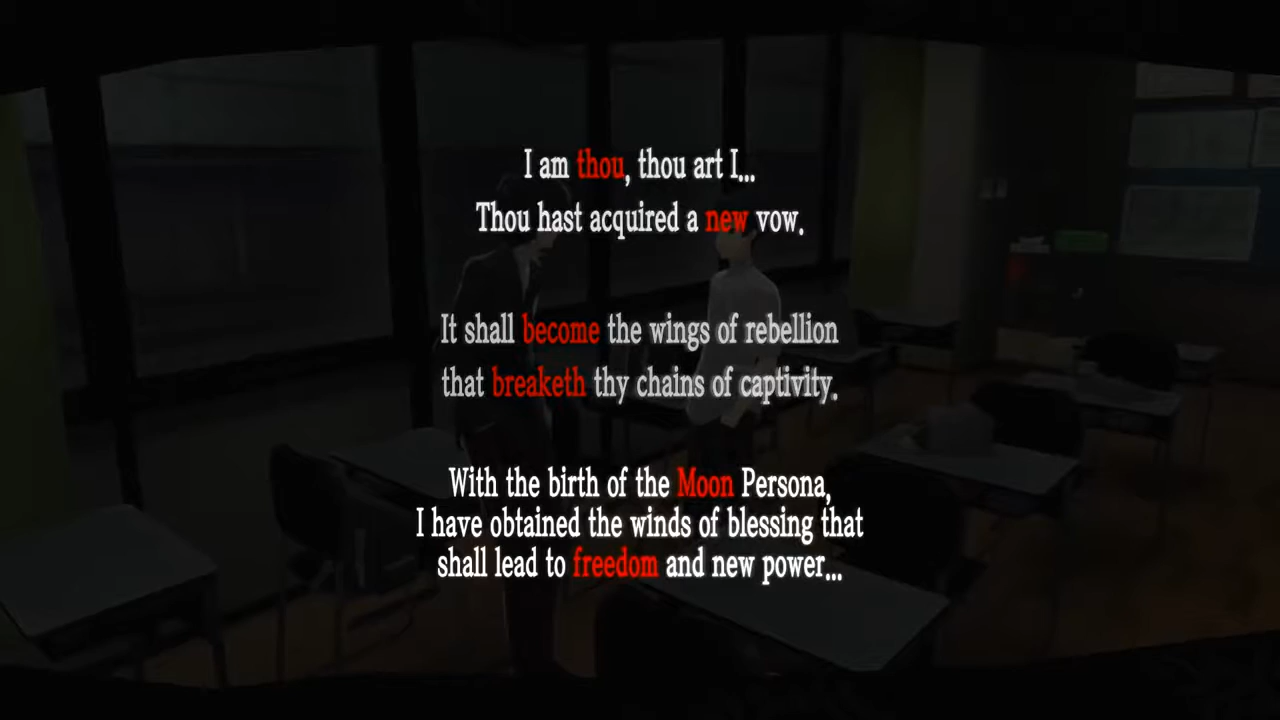 I am thou, thou art I...
Thou hast acquired a new vow.
It shall become the wings of rebellion
that breaketh thy chains of captivity.
With the birth of the Moon Persona,
I have obtained the winds of blessing that
shall lead to freedom and new power...